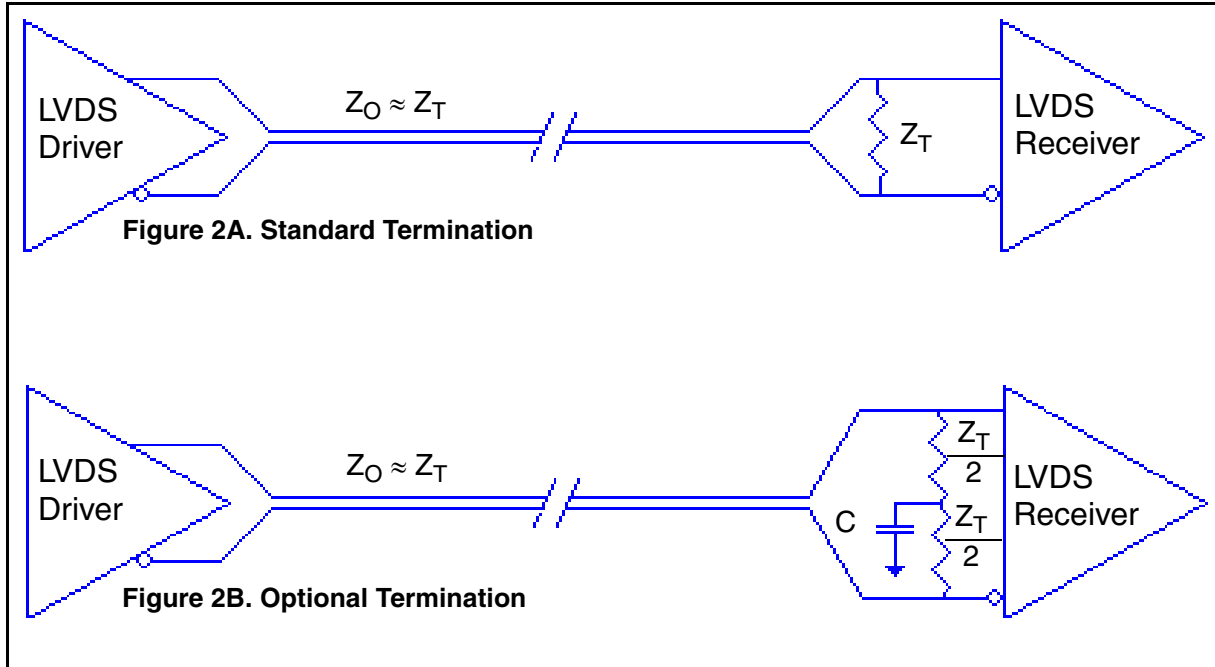 LVDS
Driver
Z_O ≈ Z_T
Z_T
LVDS
Receiver
Figure 2A. Standard Termination
LVDS
Driver
Z_O ≈ Z_T
C
Z_T
2
Z_T
2
LVDS
Receiver
Figure 2B. Optional Termination